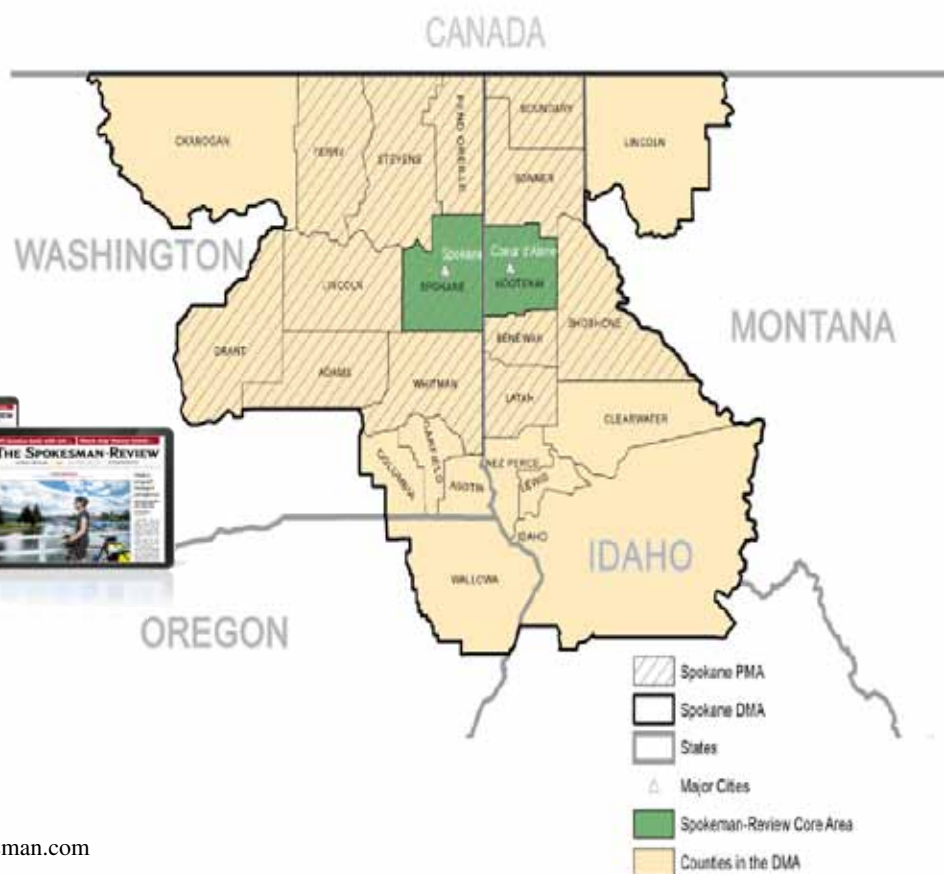 CANADA
OKANOGAN
FERRY
STEVENS
PEND OREILLE
BOUNDARY
BONNER
LINCOLN
WASHINGTON
LINCOLN
Spokane
SPOKANE
Coeur d'Alene
KOOTENAI
SHOSHONE
MONTANA
GRANT
ADAMS
WHITMAN
BENEWAH
LATAH
CLEARWATER
THE SPOKESMAN-REVIEW
COLUMBIA
GARFIELD
ASOTIN
NEZ PERCE
LEWIS
IDAHO
IDAHO
WALLOWA
OREGON
Spokane PMA
Spokane DMA
States
Major Cities
Spokeman-Review Core Area
Counties in the DMA
man.com